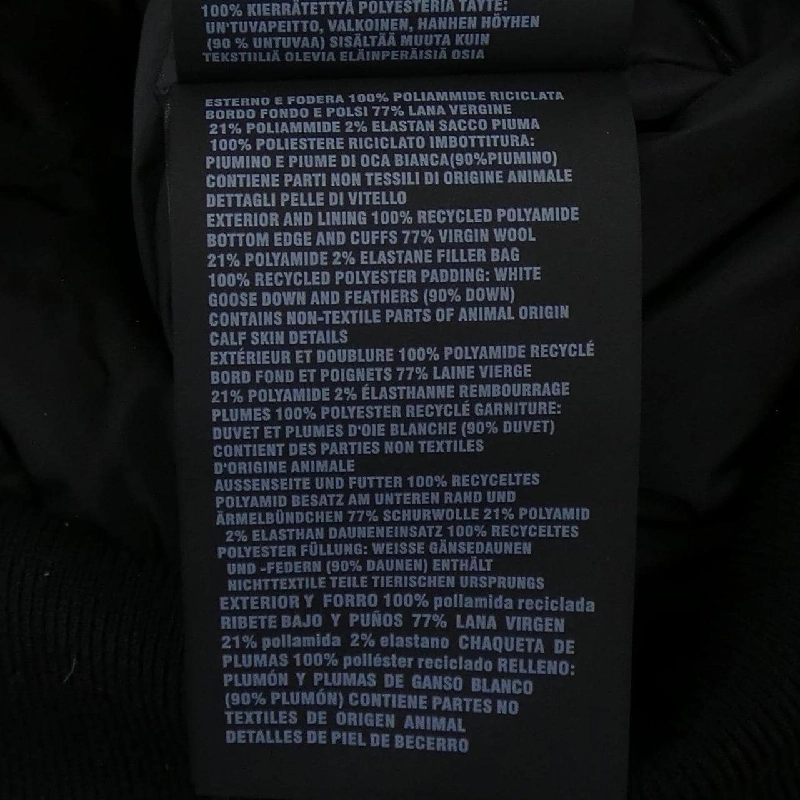 100% KIERRÄTETTYÄ POLYESTERIA TÄYTE:
UNTUVAPEITTO, VALKOINEN, HANHEN HÖYHEN
(90 % UNTUVAA) SISÄLTÄÄ MUUTA KUIN
TEKSTIILIÄ OLEVIA ELÄINPERÄISIÄ OSIA
ESTERNO E FODERA 100% POLIAMMIDE RICICLATA
BORDO FONDO E POLSI 77% LANA VERGINE
21% POLIAMMIDE 2% ELASTAN SACCO PIUMA
100% POLIESTERE RICICLATO IMBOTTITURA:
PIUMINO E PIUME DI OCA BIANCA(90%PIUMINO)
CONTIENE PARTI NON TESSILI DI ORIGINE ANIMALE
DETTAGLI PELLE DI VITELLO
EXTERIOR AND LINING 100% RECYCLED POLYAMIDE
BOTTOM EDGE AND CUFFS 77% VIRGIN WOOL
21% POLYAMIDE 2% ELASTANE FILLER BAG
100% RECYCLED POLYESTER PADDING: WHITE
GOOSE DOWN AND FEATHERS (90% DOWN)
CONTAINS NON-TEXTILE PARTS OF ANIMAL ORIGIN
CALF SKIN DETAILS
EXTÉRIEUR ET DOUBLURE 100% POLYAMIDE RECYCLÉ
BORD FOND ET POIGNETS 77% LAINE VIERGE
21% POLYAMIDE 2% ÉLASTHANNE REMBOURRAGE
PLUMES 100% POLYESTER RECYCLÉ GARNITURE:
DUVET ET PLUMES D'OIE BLANCHE (90% DUVET)
CONTIENT DES PARTIES NON TEXTILES
D'ORIGINE ANIMALE
AUSSENSEITE UND FUTTER 100% RECYCELTES
POLYAMID BESATZ AM UNTEREN RAND UND
ÄRMELBÜNDCHEN 77% SCHURWOLLE 21% POLYAMID
2% ELASTHAN DAUNENEINSATZ 100% RECYCELTES
POLYESTER FÜLLUNG: WEISSE GÄNSEDAUNEN
UND -FEDERN (90% DAUNEN) ENTHÄLT
NICHTTEXTILE TEILE TIERISCHEN URSPRUNGS
EXTERIOR Y FORRO 100% poliamida reciclada
RIBETE BAJO Y PUÑOS 77% LANA VIRGEN
21% poliamida 2% elastano CHAQUETA DE
PLUMAS 100% poliéster reciclado RELLENO:
PLUMÓN Y PLUMAS DE GANSO BLANCO
(90% PLUMÓN) CONTIENE PARTES NO
TEXTILES DE ORIGEN ANIMAL
DETALLES DE PIEL DE BECERRO